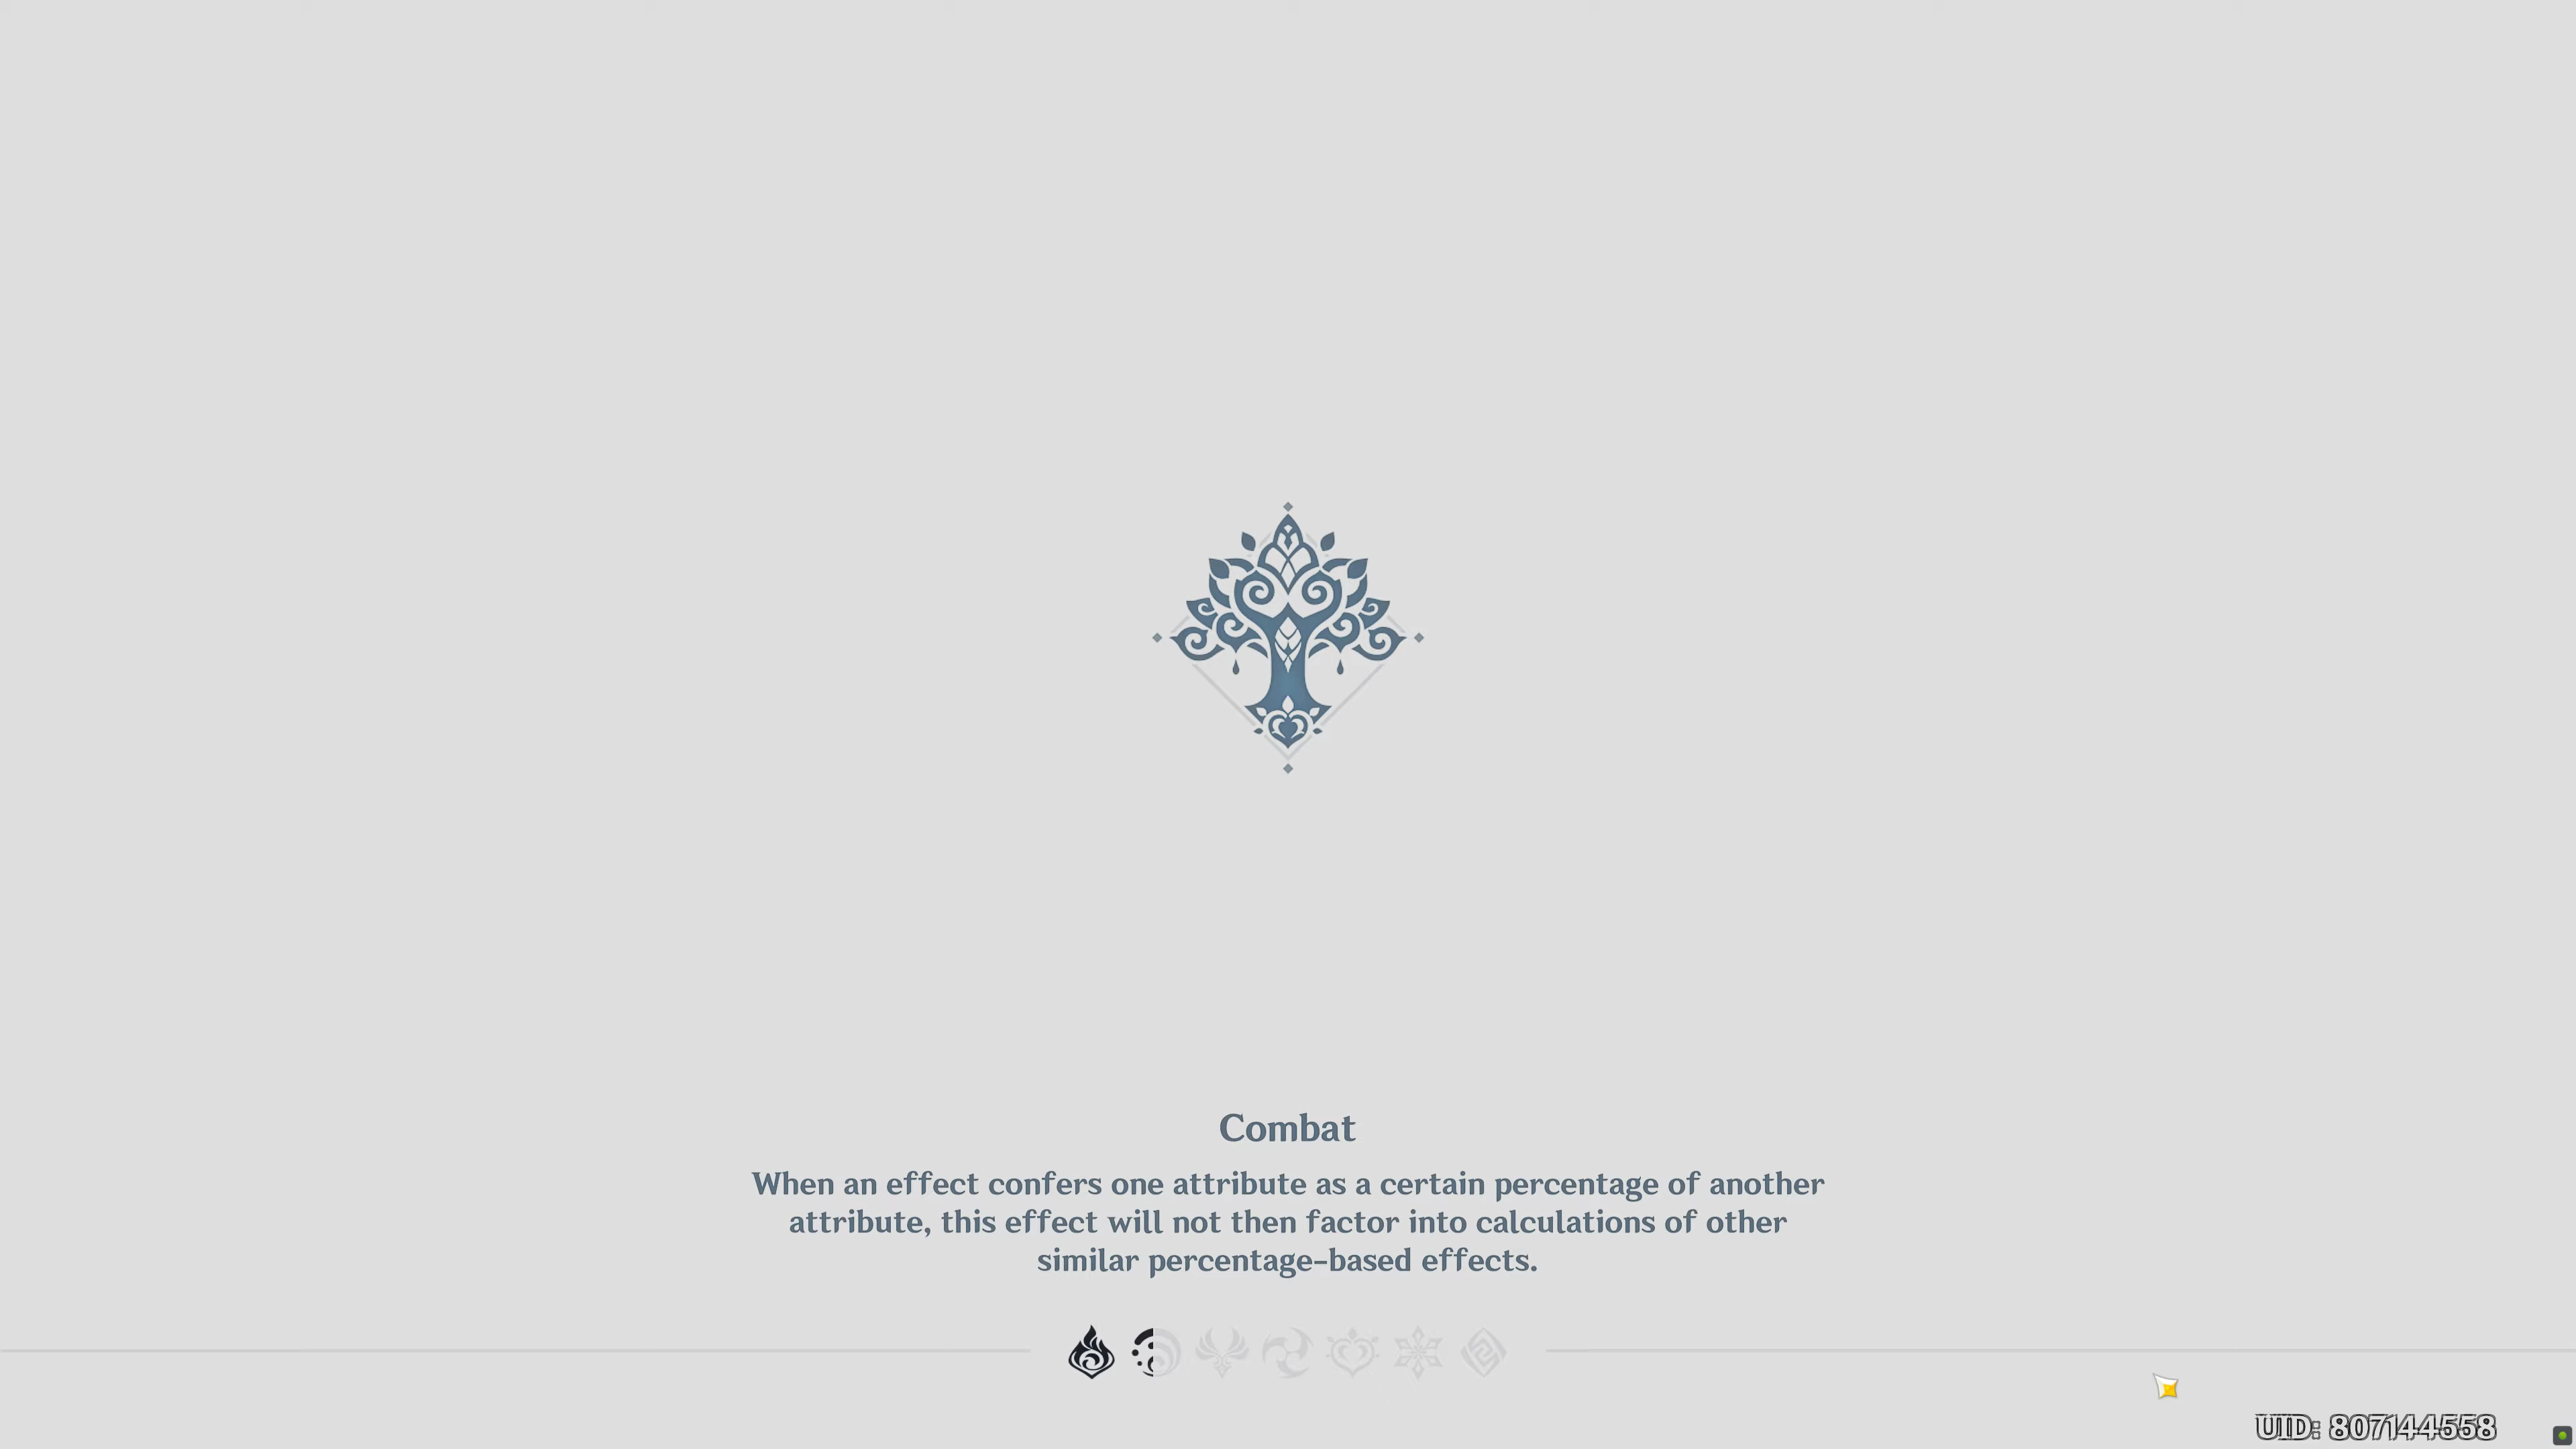 Combat
When an effect confers one attribute as a certain percentage of another
attribute, this effect will not then factor into calculations of other
similar percentage-based effects.
UID: 807144558